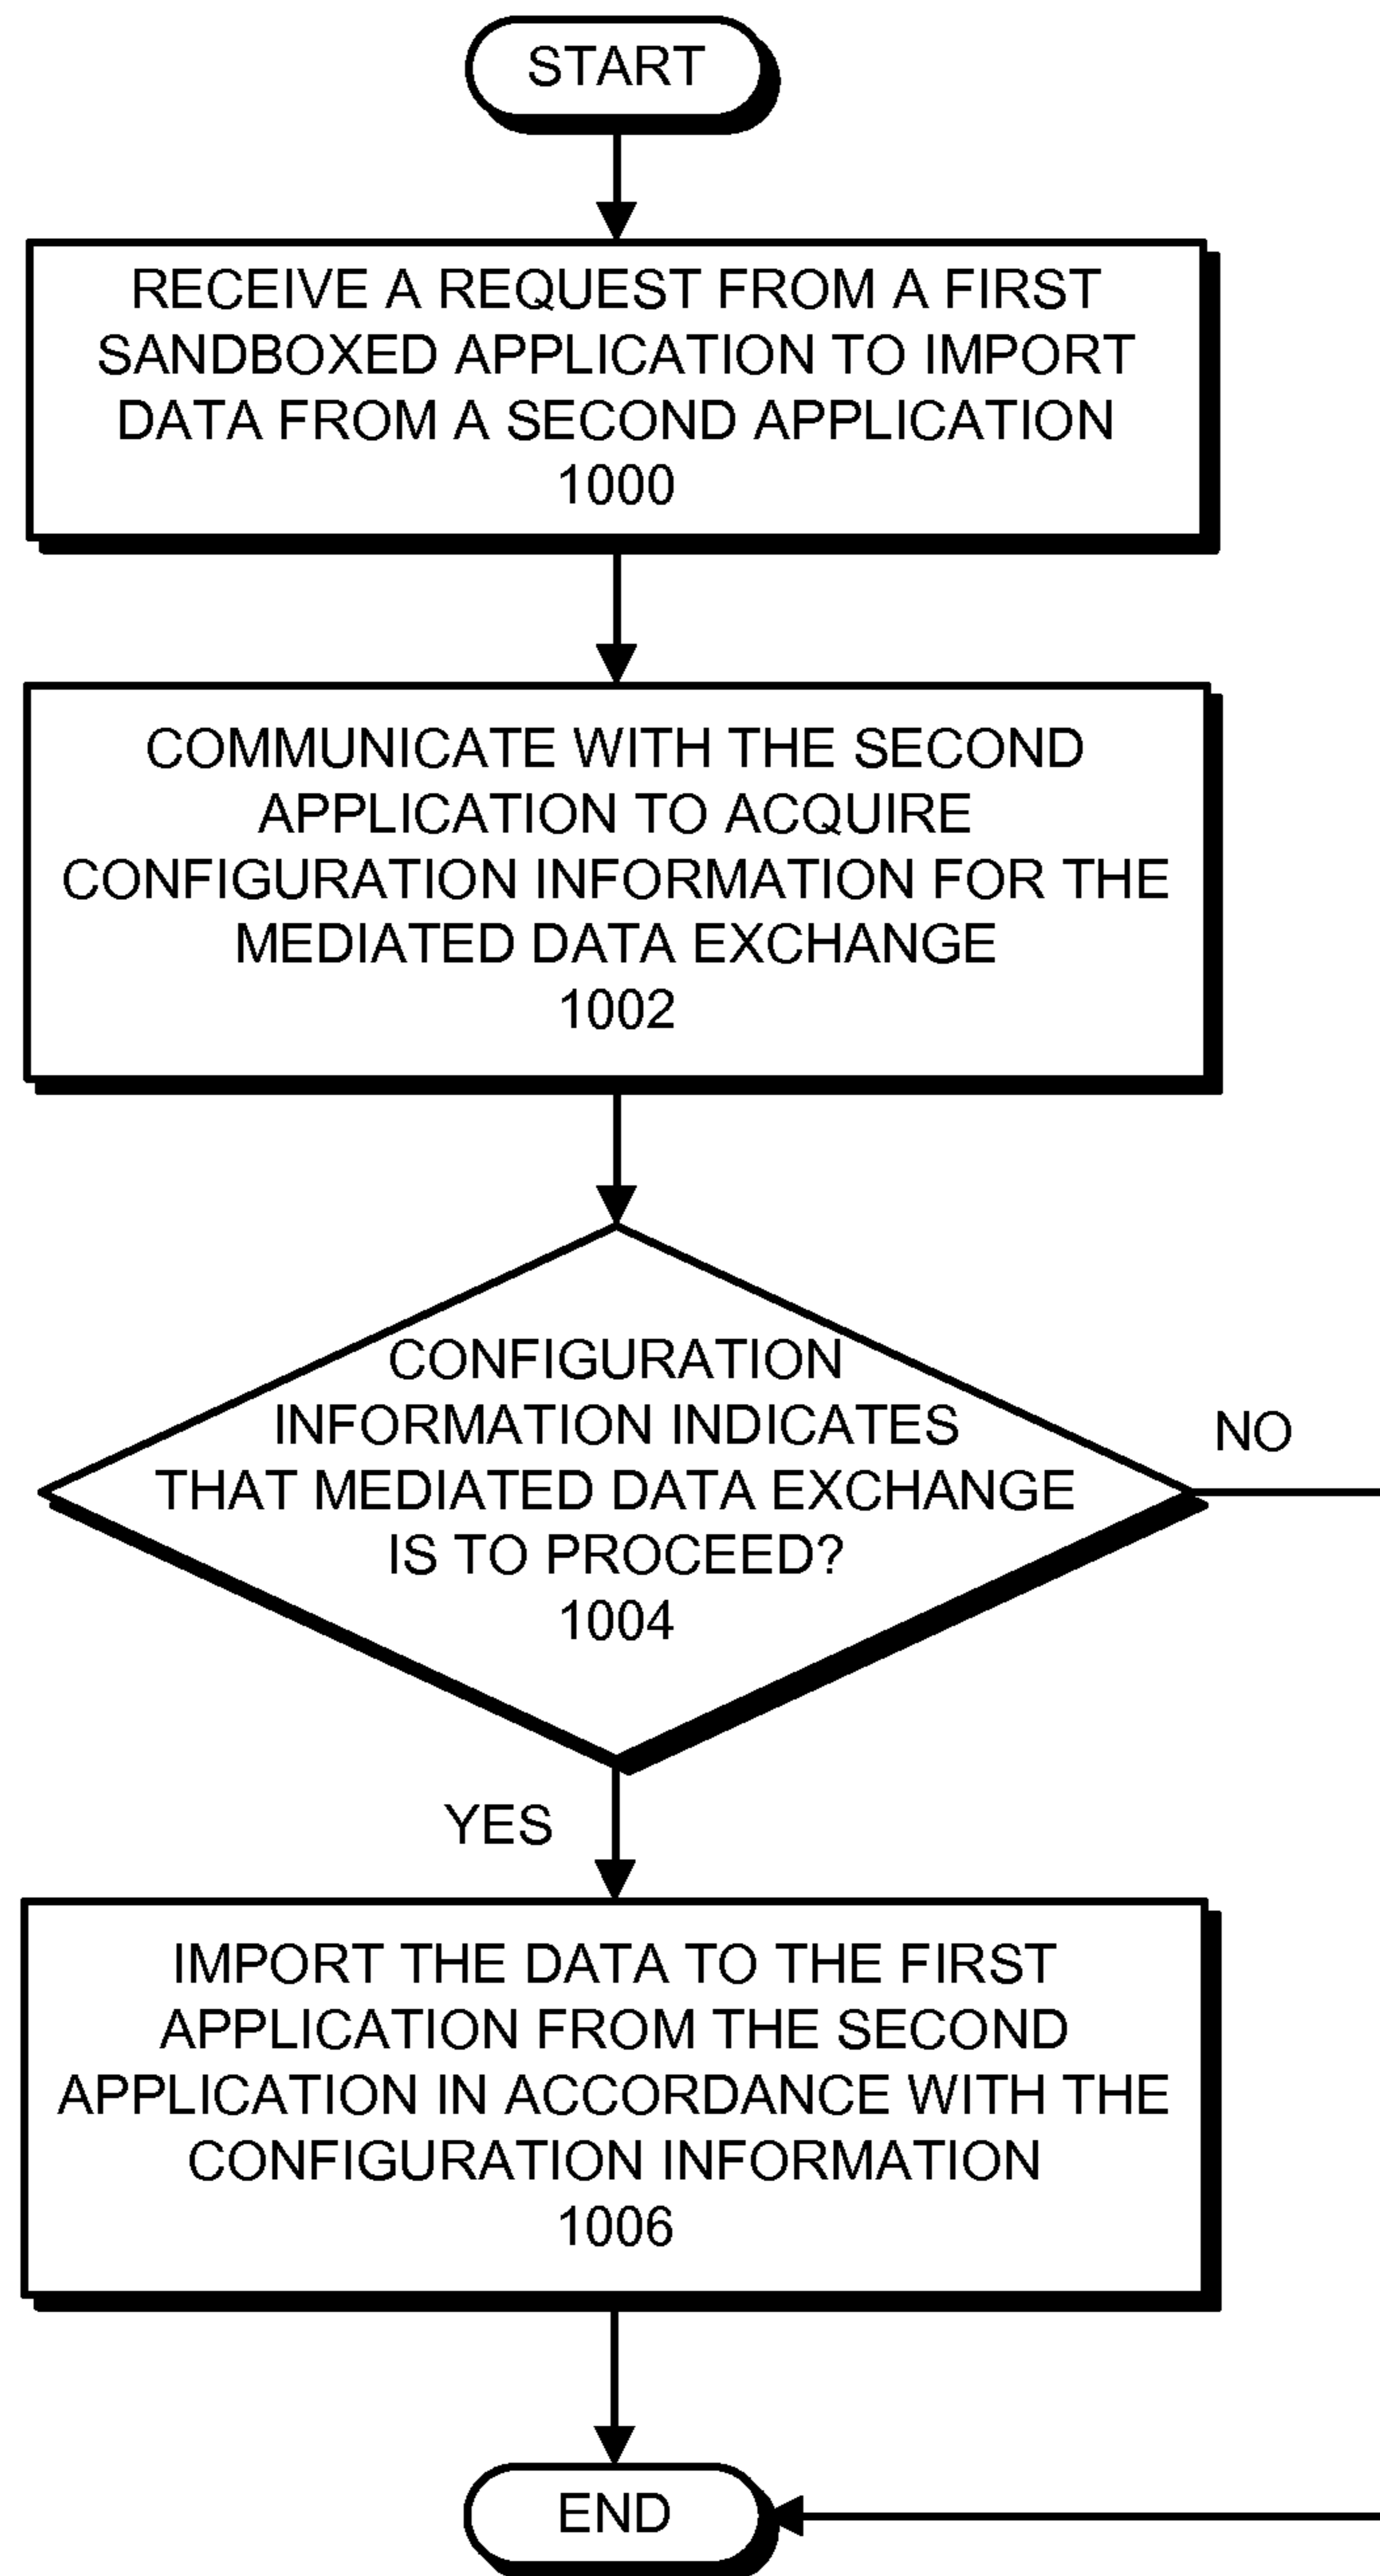 START
RECEIVE A REQUEST FROM A FIRST
SANDBOXED APPLICATION TO IMPORT
DATA FROM A SECOND APPLICATION
1000
COMMUNICATE WITH THE SECOND
APPLICATION TO ACQUIRE
CONFIGURATION INFORMATION FOR THE
MEDIATED DATA EXCHANGE
1002
CONFIGURATION
INFORMATION INDICATES
THAT MEDIATED DATA EXCHANGE
IS TO PROCEED?
1004
NO
YES
IMPORT THE DATA TO THE FIRST
APPLICATION FROM THE SECOND
APPLICATION IN ACCORDANCE WITH THE
CONFIGURATION INFORMATION
1006
END